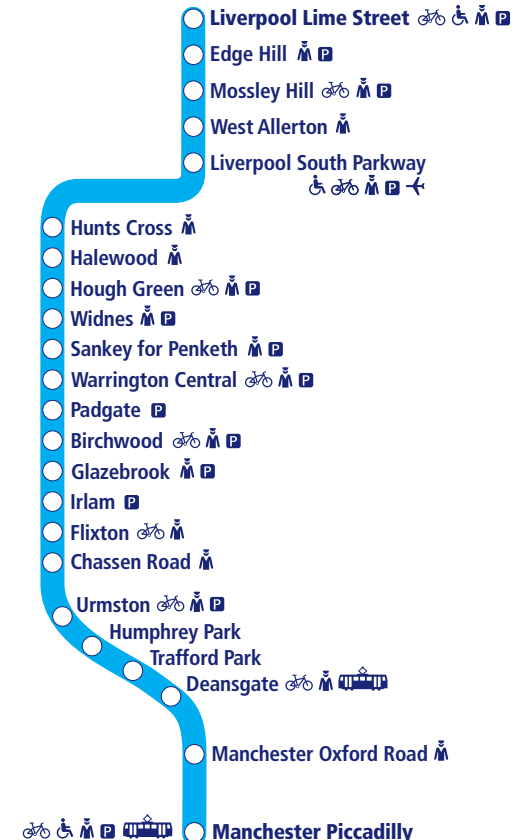 Liverpool Lime Street P
Edge Hill P
Mossley Hill P
West Allerton
Liverpool South Parkway
P
Hunts Cross
Halewood
Hough Green P
Widnes P
Sankey for Penketh P
Warrington Central P
Padgate P
Birchwood P
Glazebrook P
Irlam P
Flixton
Chassen Road
Urmston P
Humphrey Park
Trafford Park
Deansgate
Manchester Oxford Road
P Manchester Piccadilly